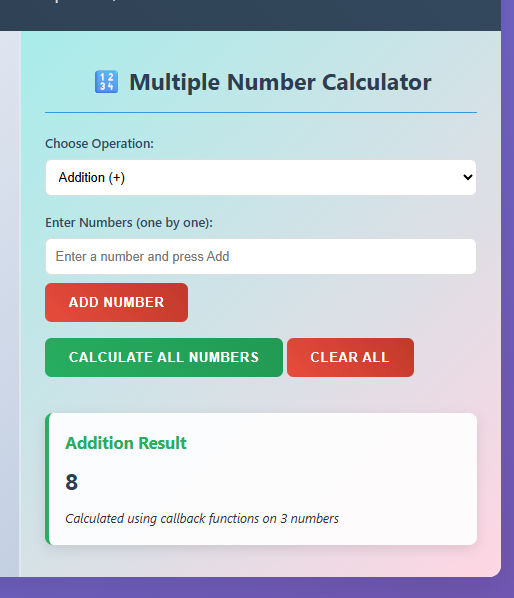 🔢 Multiple Number Calculator
Choose Operation:
Addition (+)
Enter Numbers (one by one):
Enter a number and press Add
ADD NUMBER
CALCULATE ALL NUMBERS CLEAR ALL
Addition Result
8
Calculated using callback functions on 3 numbers